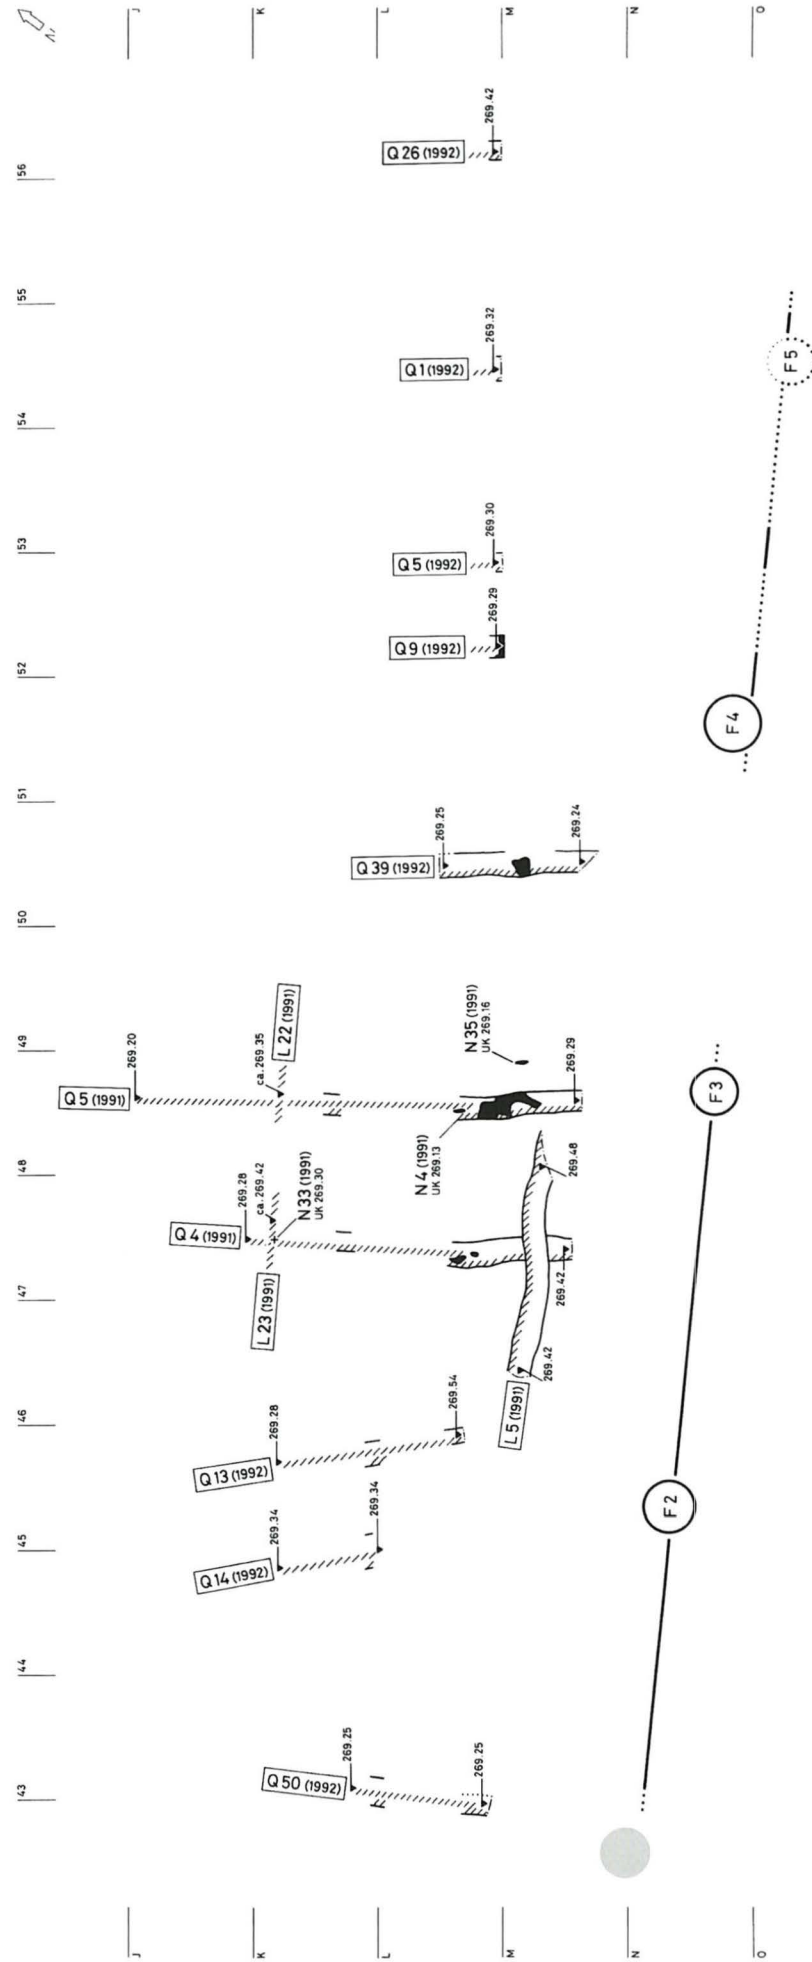 N
J
K
L
M
N
O
56
55
54
53
52
51
50
49
48
47
46
45
44
43
Q 26 (1992)
269.42
Q 1 (1992)
269.32
Q 5 (1992)
269.30
Q 9 (1992)
269.29
F 5
F 4
Q 39 (1992)
269.25
269.24
Q 5 (1991)
269.20
ca. 269.35
L 22 (1991)
N 35 (1991)
UK 269.16
269.29
N 4 (1991)
UK 269.13
F 3
Q 4 (1991)
269.28
ca. 269.42
N 33 (1991)
UK 269.30
L 23 (1991)
269.48
269.42
269.42
L 5 (1991)
Q 13 (1992)
269.28
269.54
Q 14 (1992)
269.34
269.34
F 2
Q 50 (1992)
269.25
269.25
J
K
L
M
N
O